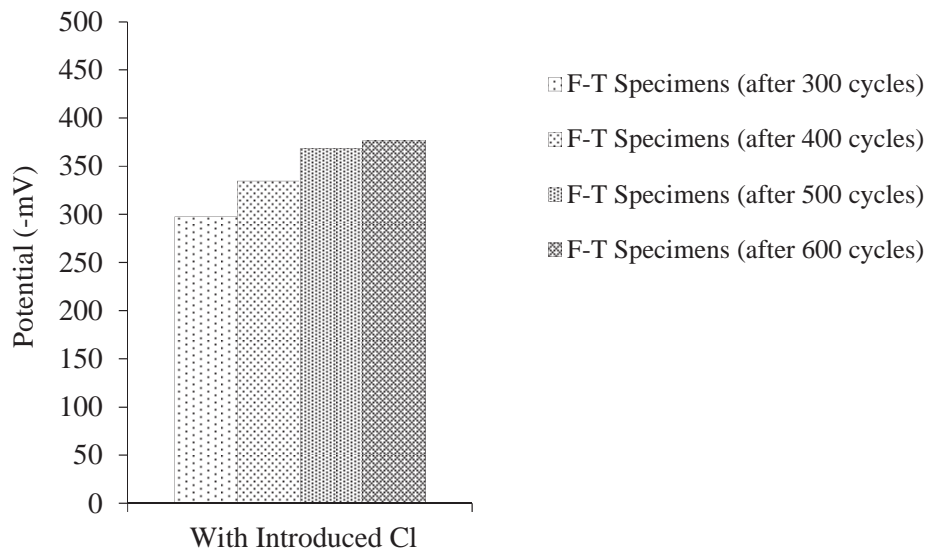 500
450
400
350
300
250
200
150
100
50
0
Potential (-mV)
With Introduced Cl
F-T Specimens (after 300 cycles)
F-T Specimens (after 400 cycles)
F-T Specimens (after 500 cycles)
F-T Specimens (after 600 cycles)